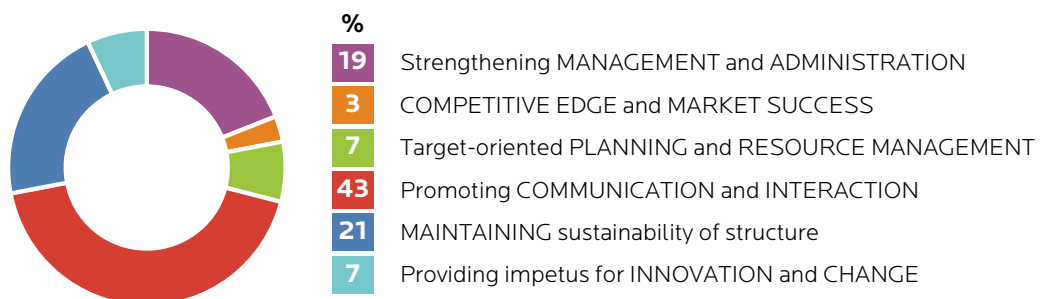 %
19 Strengthening MANAGEMENT and ADMINISTRATION
3 COMPETITIVE EDGE and MARKET SUCCESS
7 Target-oriented PLANNING and RESOURCE MANAGEMENT
43 Promoting COMMUNICATION and INTERACTION
21 MAINTAINING sustainability of structure
7 Providing impetus for INNOVATION and CHANGE